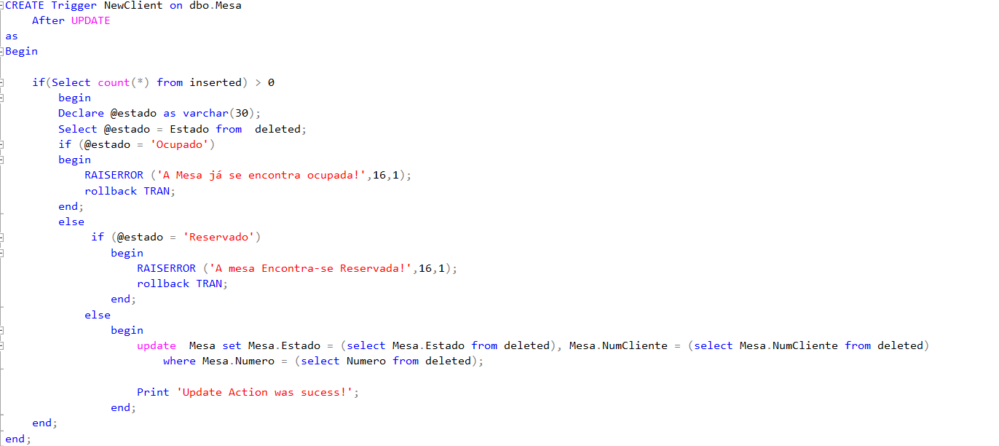 CREATE Trigger NewClient on dbo.Mesa
After UPDATE
as
Begin
if(Select count(*) from inserted) > 0
begin
Declare @estado as varchar(30);
Select @estado = Estado from  deleted;
if (@estado = 'Ocupado')
begin
RAISERROR ('A Mesa já se encontra ocupada!',16,1);
rollback TRAN;
end;
else
if (@estado = 'Reservado')
begin
RAISERROR ('A mesa Encontra-se Reservada!',16,1);
rollback TRAN;
end;
else
begin
update  Mesa set Mesa.Estado = (select Mesa.Estado from deleted), Mesa.NumCliente = (select Mesa.NumCliente from deleted)
where Mesa.Numero = (select Numero from deleted);
Print 'Update Action was sucess!';
end;
end;
end;